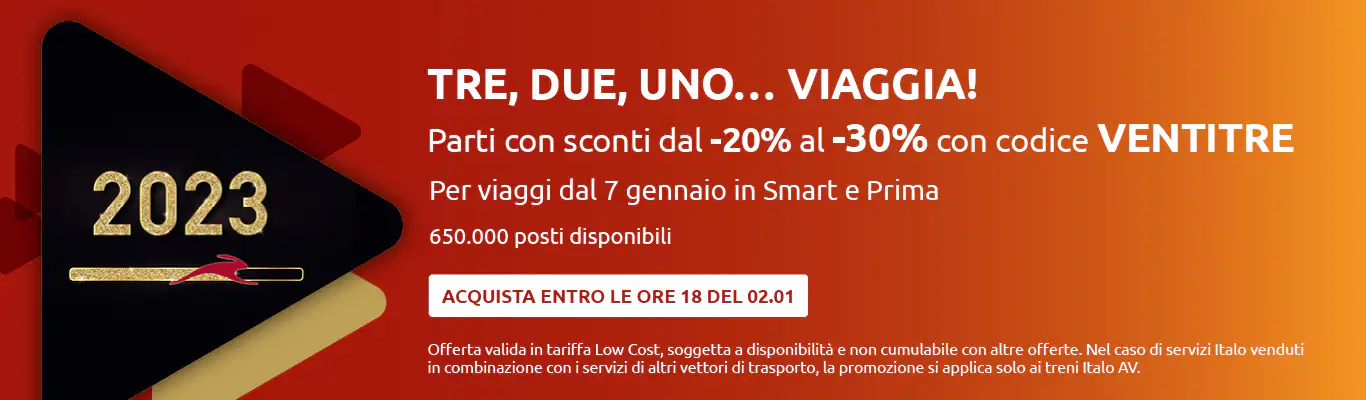 2023
TRE, DUE, UNO... VIAGGIA!
Parti con sconti dal -20% al -30% con codice VENTITRE
Per viaggi dal 7 gennaio in Smart e Prima
650.000 posti disponibili
ACQUISTA ENTRO LE ORE 18 DEL 02.01
Offerta valida in tariffa Low Cost, soggetta a disponibilità e non cumulabile con altre offerte. Nel caso di servizi Italo venduti
in combinazione con i servizi di altri vettori di trasporto, la promozione si applica solo ai treni Italo AV.